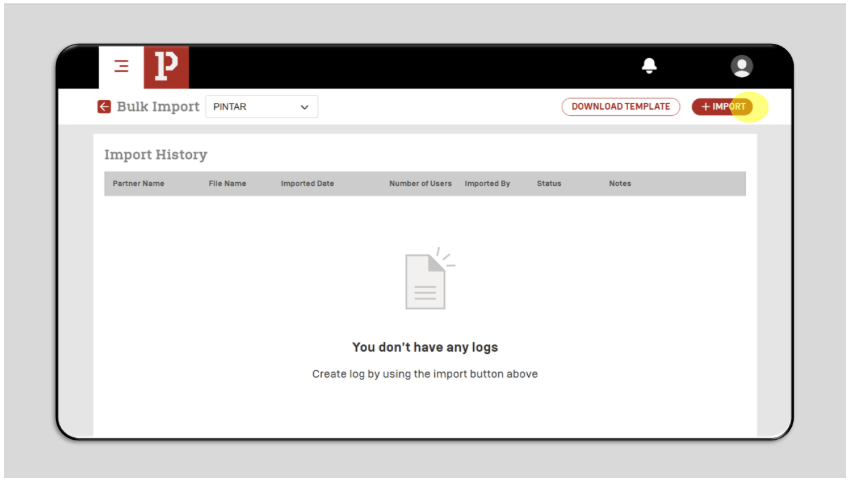 P
Bulk Import PINTAR DOWNLOAD TEMPLATE + IMPORT
Import History
Partner Name File Name Imported Date Number of Users Imported By Status Notes
You don't have any logs
Create log by using the import button above